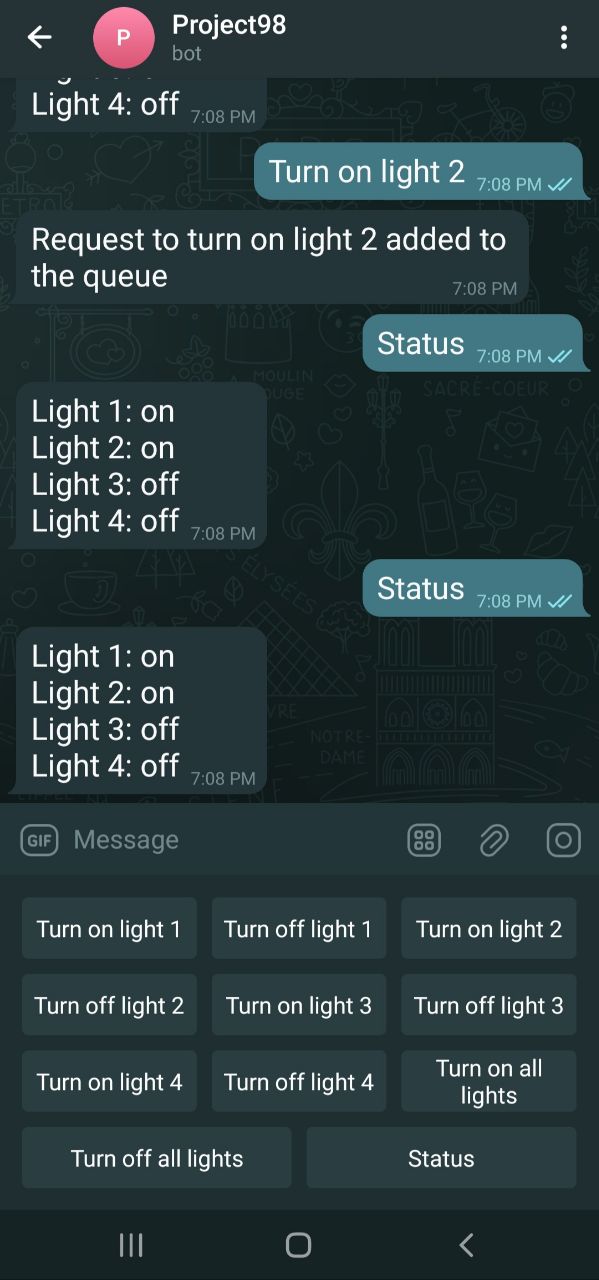 P
Project98
bot
Light 4: off 7:08 PM
Turn on light 2 7:08 PM
Request to turn on light 2 added to
the queue
7:08 PM
Status 7:08 PM
MOULIN
SACRÉ-COEUR
Light 1: on
Light 2: on
Light 3: off
Light 4: off 7:08 PM
Status 7:08 PM
Light 1: on
Light 2: on
Light 3: off
NOTRE-
DAME
Light 4: off 7:08 PM
GIF Message
Turn on light 1 Turn off light 1 Turn on light 2
Turn off light 2 Turn on light 3 Turn off light 3
Turn on light 4 Turn off light 4 Turn on all
lights
Turn off all lights Status